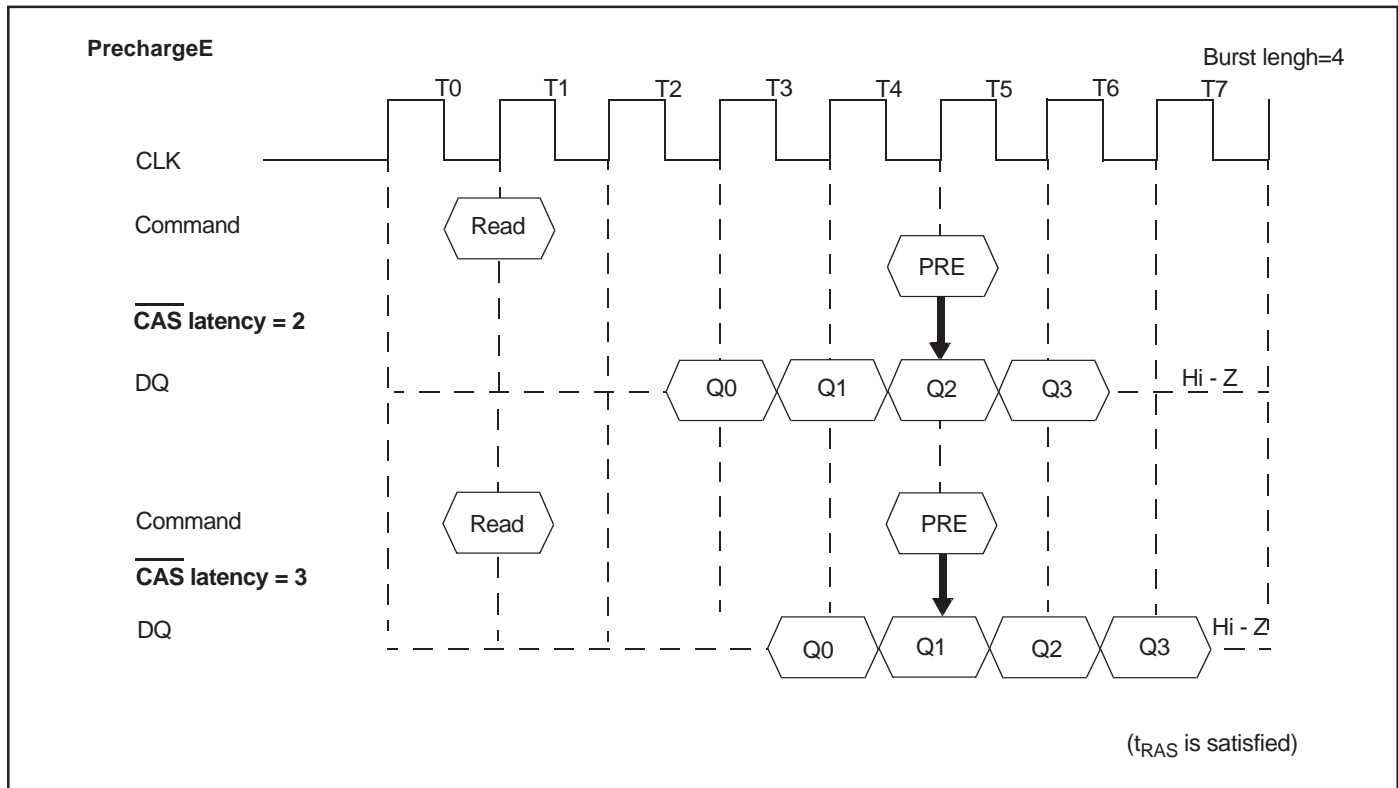 PrechargeE
Burst lengh=4
T0 T1 T2 T3 T4 T5 T6 T7
CLK
Command
Read
PRE
CAS latency = 2
DQ
Q0 Q1 Q2 Q3
Hi - Z
Command
Read
PRE
CAS latency = 3
DQ
Q0 Q1 Q2 Q3
Hi - Z
(tRAS is satisfied)